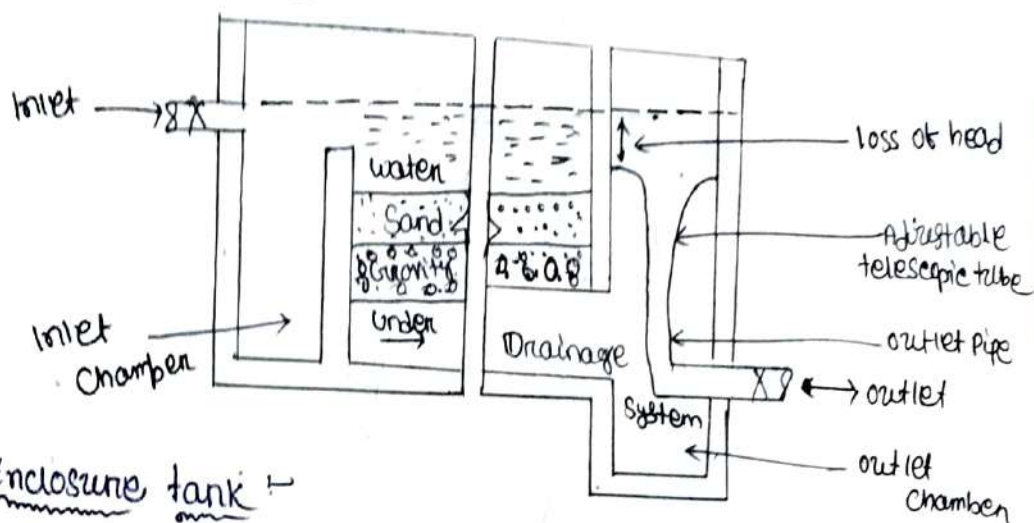 Inlet
water
Sand
Gravity
under
Inlet
chamber
Drainage
system
loss of head
Adjustable
telescopic tube
outlet pipe
outlet
outlet
chamber
Enclosure tank :-